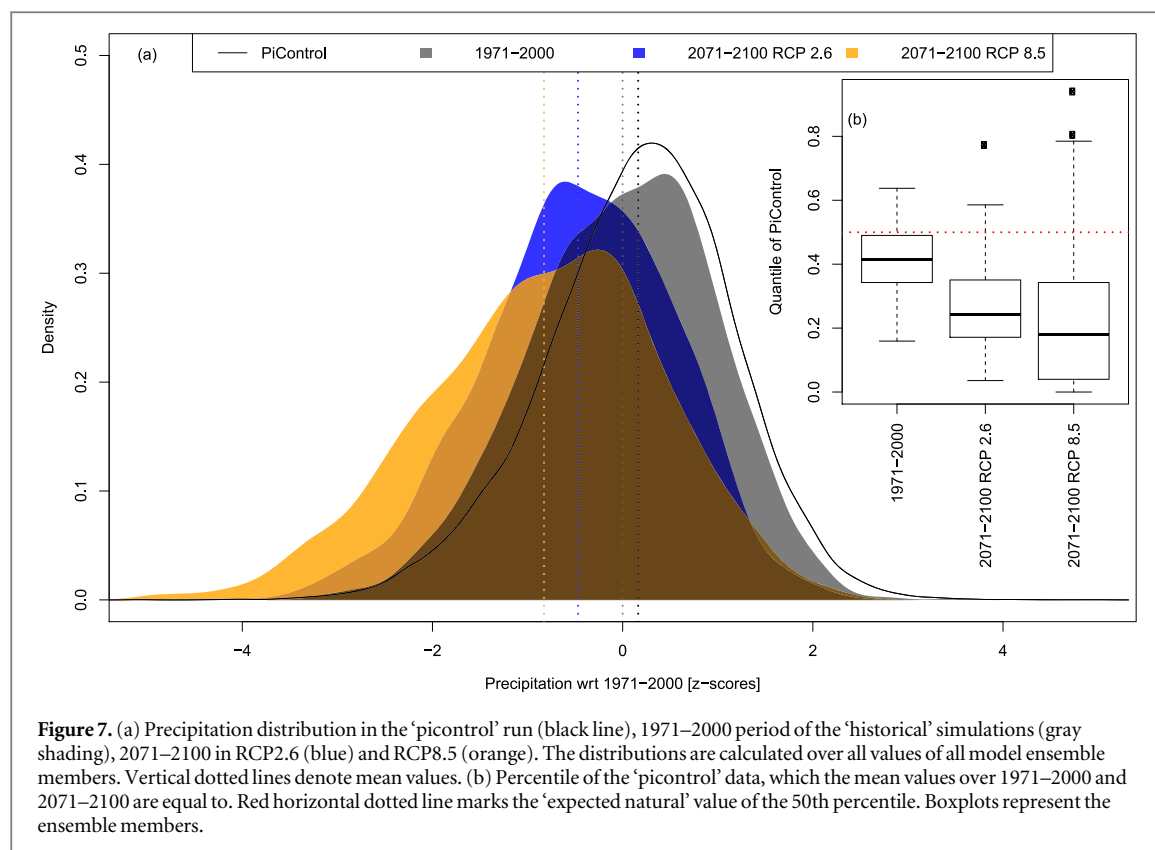 (a)
PiControl
1971−2000
2071−2100 RCP 2.6
2071−2100 RCP 8.5
0.5
0.4
0.3
0.2
0.1
0.0
Density
−4
−2
0
2
4
Precipitation wrt 1971−2000 [z−scores]
(b)
0.8
0.6
0.4
0.2
0.0
Quantile of PiControl
1971−2000
2071−2100 RCP 2.6
2071−2100 RCP 8.5
Figure 7. (a) Precipitation distribution in the ‘picontrol’ run (black line), 1971–2000 period of the ‘historical’ simulations (gray
shading), 2071–2100 in RCP2.6 (blue) and RCP8.5 (orange). The distributions are calculated over all values of all model ensemble
members. Vertical dotted lines denote mean values. (b) Percentile of the ‘picontrol’ data, which the mean values over 1971–2000 and
2071–2100 are equal to. Red horizontal dotted line marks the ‘expected natural’ value of the 50th percentile. Boxplots represent the
ensemble members.